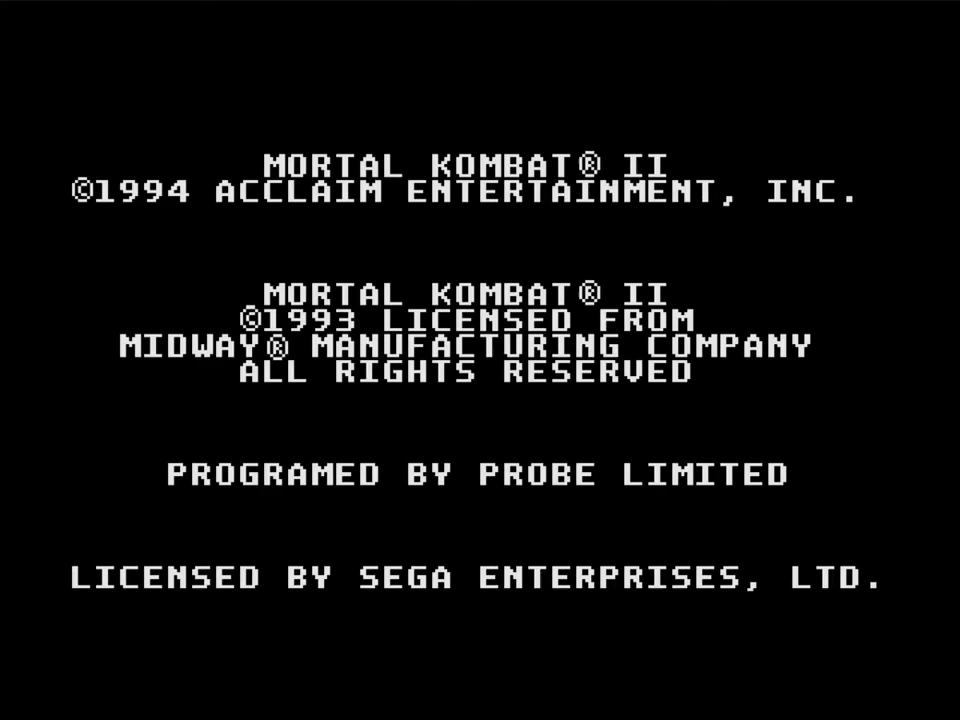 MORTAL KOMBAT® II
©1994 ACCLAIM ENTERTAINMENT, INC.
MORTAL KOMBAT® II
©1993 LICENSED FROM
MIDWAY® MANUFACTURING COMPANY
ALL RIGHTS RESERVED
PROGRAMED BY PROBE LIMITED
LICENSED BY SEGA ENTERPRISES, LTD.